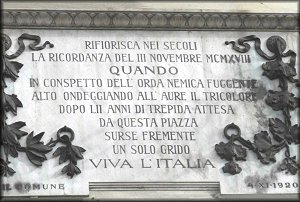 RIFIORISCA NEI SECOLI
LA RICORDANZA DEL III NOVEMBRE MCMXVIII
QUANDO
IN CONSPETTO DELL'ORDA NEMICA FUGGENTE
ALTO ONDEGGIANDO ALL'AURE IL TRICOLORE
DOPO LII ANNI DI TREPIDA ATTESA
DA QUESTA PIAZZA
SURSE FREMENTE
UN SOLO GRIDO
VIVA L'ITALIA
IL COMUNE
4·XI·1920